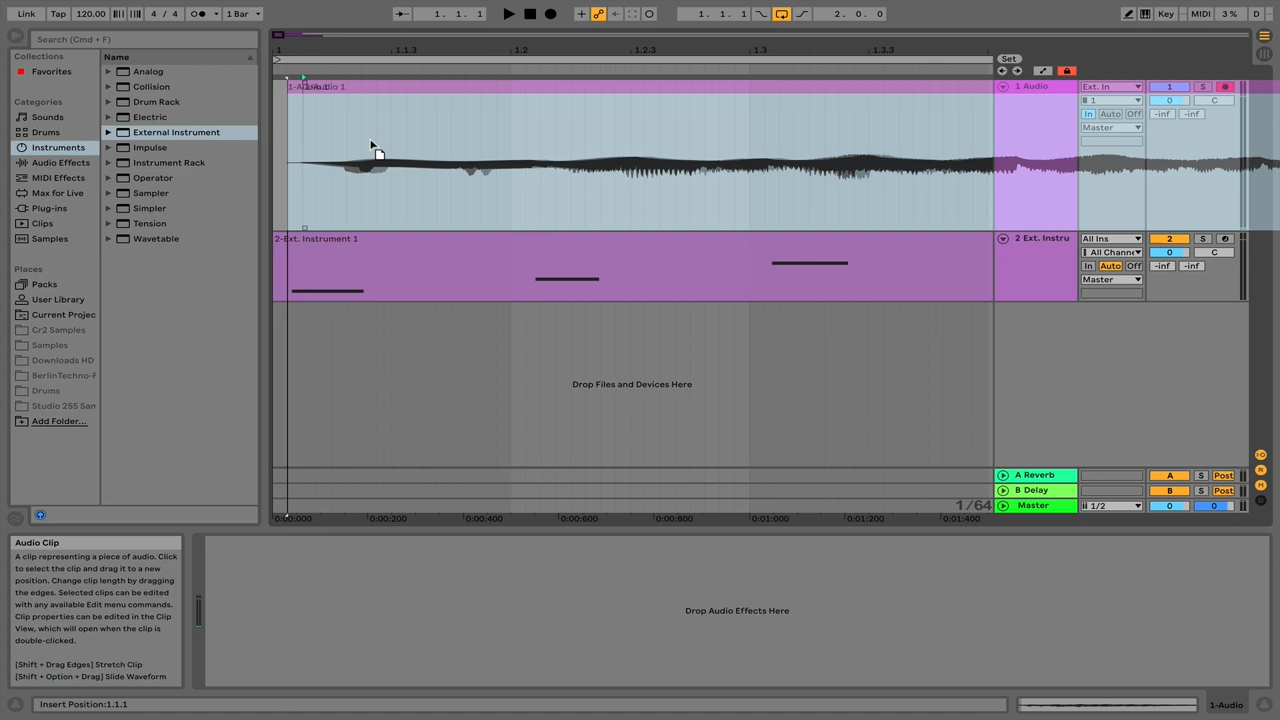 Link Tap 120.00 4 / 4 1 Bar 1. 1. 1 1. 1. 1 2. 0. 0 Key MIDI 3 % D
Search (Cmd + F)
Collections
Favorites
Categories
Sounds
Drums
Instruments
Audio Effects
MIDI Effects
Max for Live
Plug-ins
Clips
Samples
Places
Packs
User Library
Current Projec
Cr2 Samples
Samples
Downloads HD
BerlinTechno-F
Drums
Studio 255 Sam
Add Folder...
Name
Analog
Collision
Drum Rack
Electric
External Instrument
Impulse
Instrument Rack
Operator
Sampler
Simpler
Tension
Wavetable
1 1.1.3 1.2 1.2.3 1.3 1.3.3
Set
1 Audio Ext. In 1 S
1 0 C
In Auto Off -inf -inf
Master
2-Ext. Instrument 1
2 Ext. Instru All Ins 2 S
All Channe 0 C
In Auto Off -inf -inf
Master
Drop Files and Devices Here
A Reverb A S Post
B Delay B S Post
1/64 Master 1/2 0 0
0:00:000 0:00:200 0:00:400 0:00:600 0:00:800 0:01:000 0:01:200 0:01:400
Audio Clip
A clip representing a piece of audio. Click
to select the clip and drag it to a new
position. Change clip length by dragging
the edges. Selected clips can be edited
with any available Edit menu commands.
Clip properties can be edited in the Clip
View, which will open when the clip is
double-clicked.
[Shift + Drag Edges] Stretch Clip
[Shift + Option + Drag] Slide Waveform
Drop Audio Effects Here
Insert Position:1.1.1
1-Audio